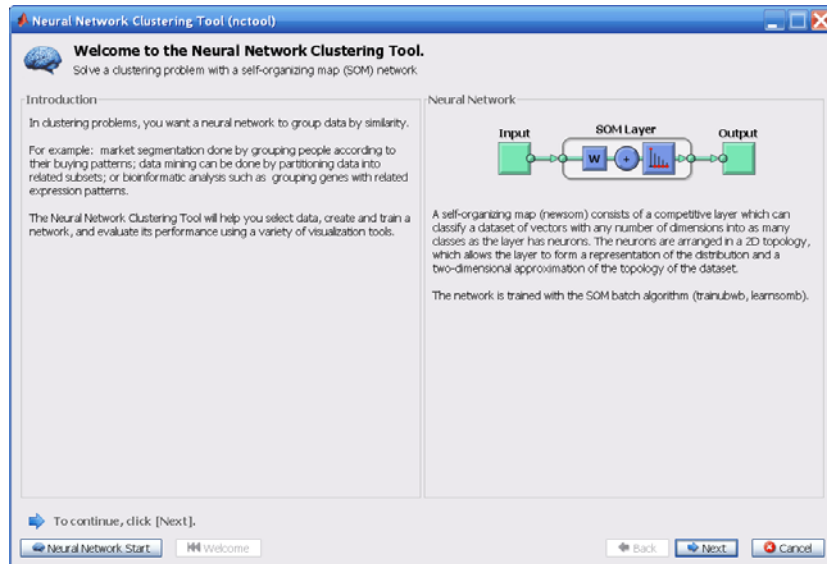 Neural Network Clustering Tool (nctool)
Welcome to the Neural Network Clustering Tool.
Solve a clustering problem with a self-organizing map (SOM) network
Introduction
In clustering problems, you want a neural network to group data by similarity.
For example: market segmentation done by grouping people according to
their buying patterns; data mining can be done by partitioning data into
related subsets; or bioinformatic analysis such as grouping genes with related
expression patterns.
The Neural Network Clustering Tool will help you select data, create and train a
network, and evaluate its performance using a variety of visualization tools.
Neural Network
Input
SOM Layer
Output
W
+
A self-organizing map (newsom) consists of a competitive layer which can
classify a dataset of vectors with any number of dimensions into as many
classes as the layer has neurons. The neurons are arranged in a 2D topology,
which allows the layer to form a representation of the distribution and a
two-dimensional approximation of the topology of the dataset.
The network is trained with the SOM batch algorithm (trainubwb, learnsomb).
To continue, click [Next].
Neural Network Start
Welcome
Back
Next
Cancel